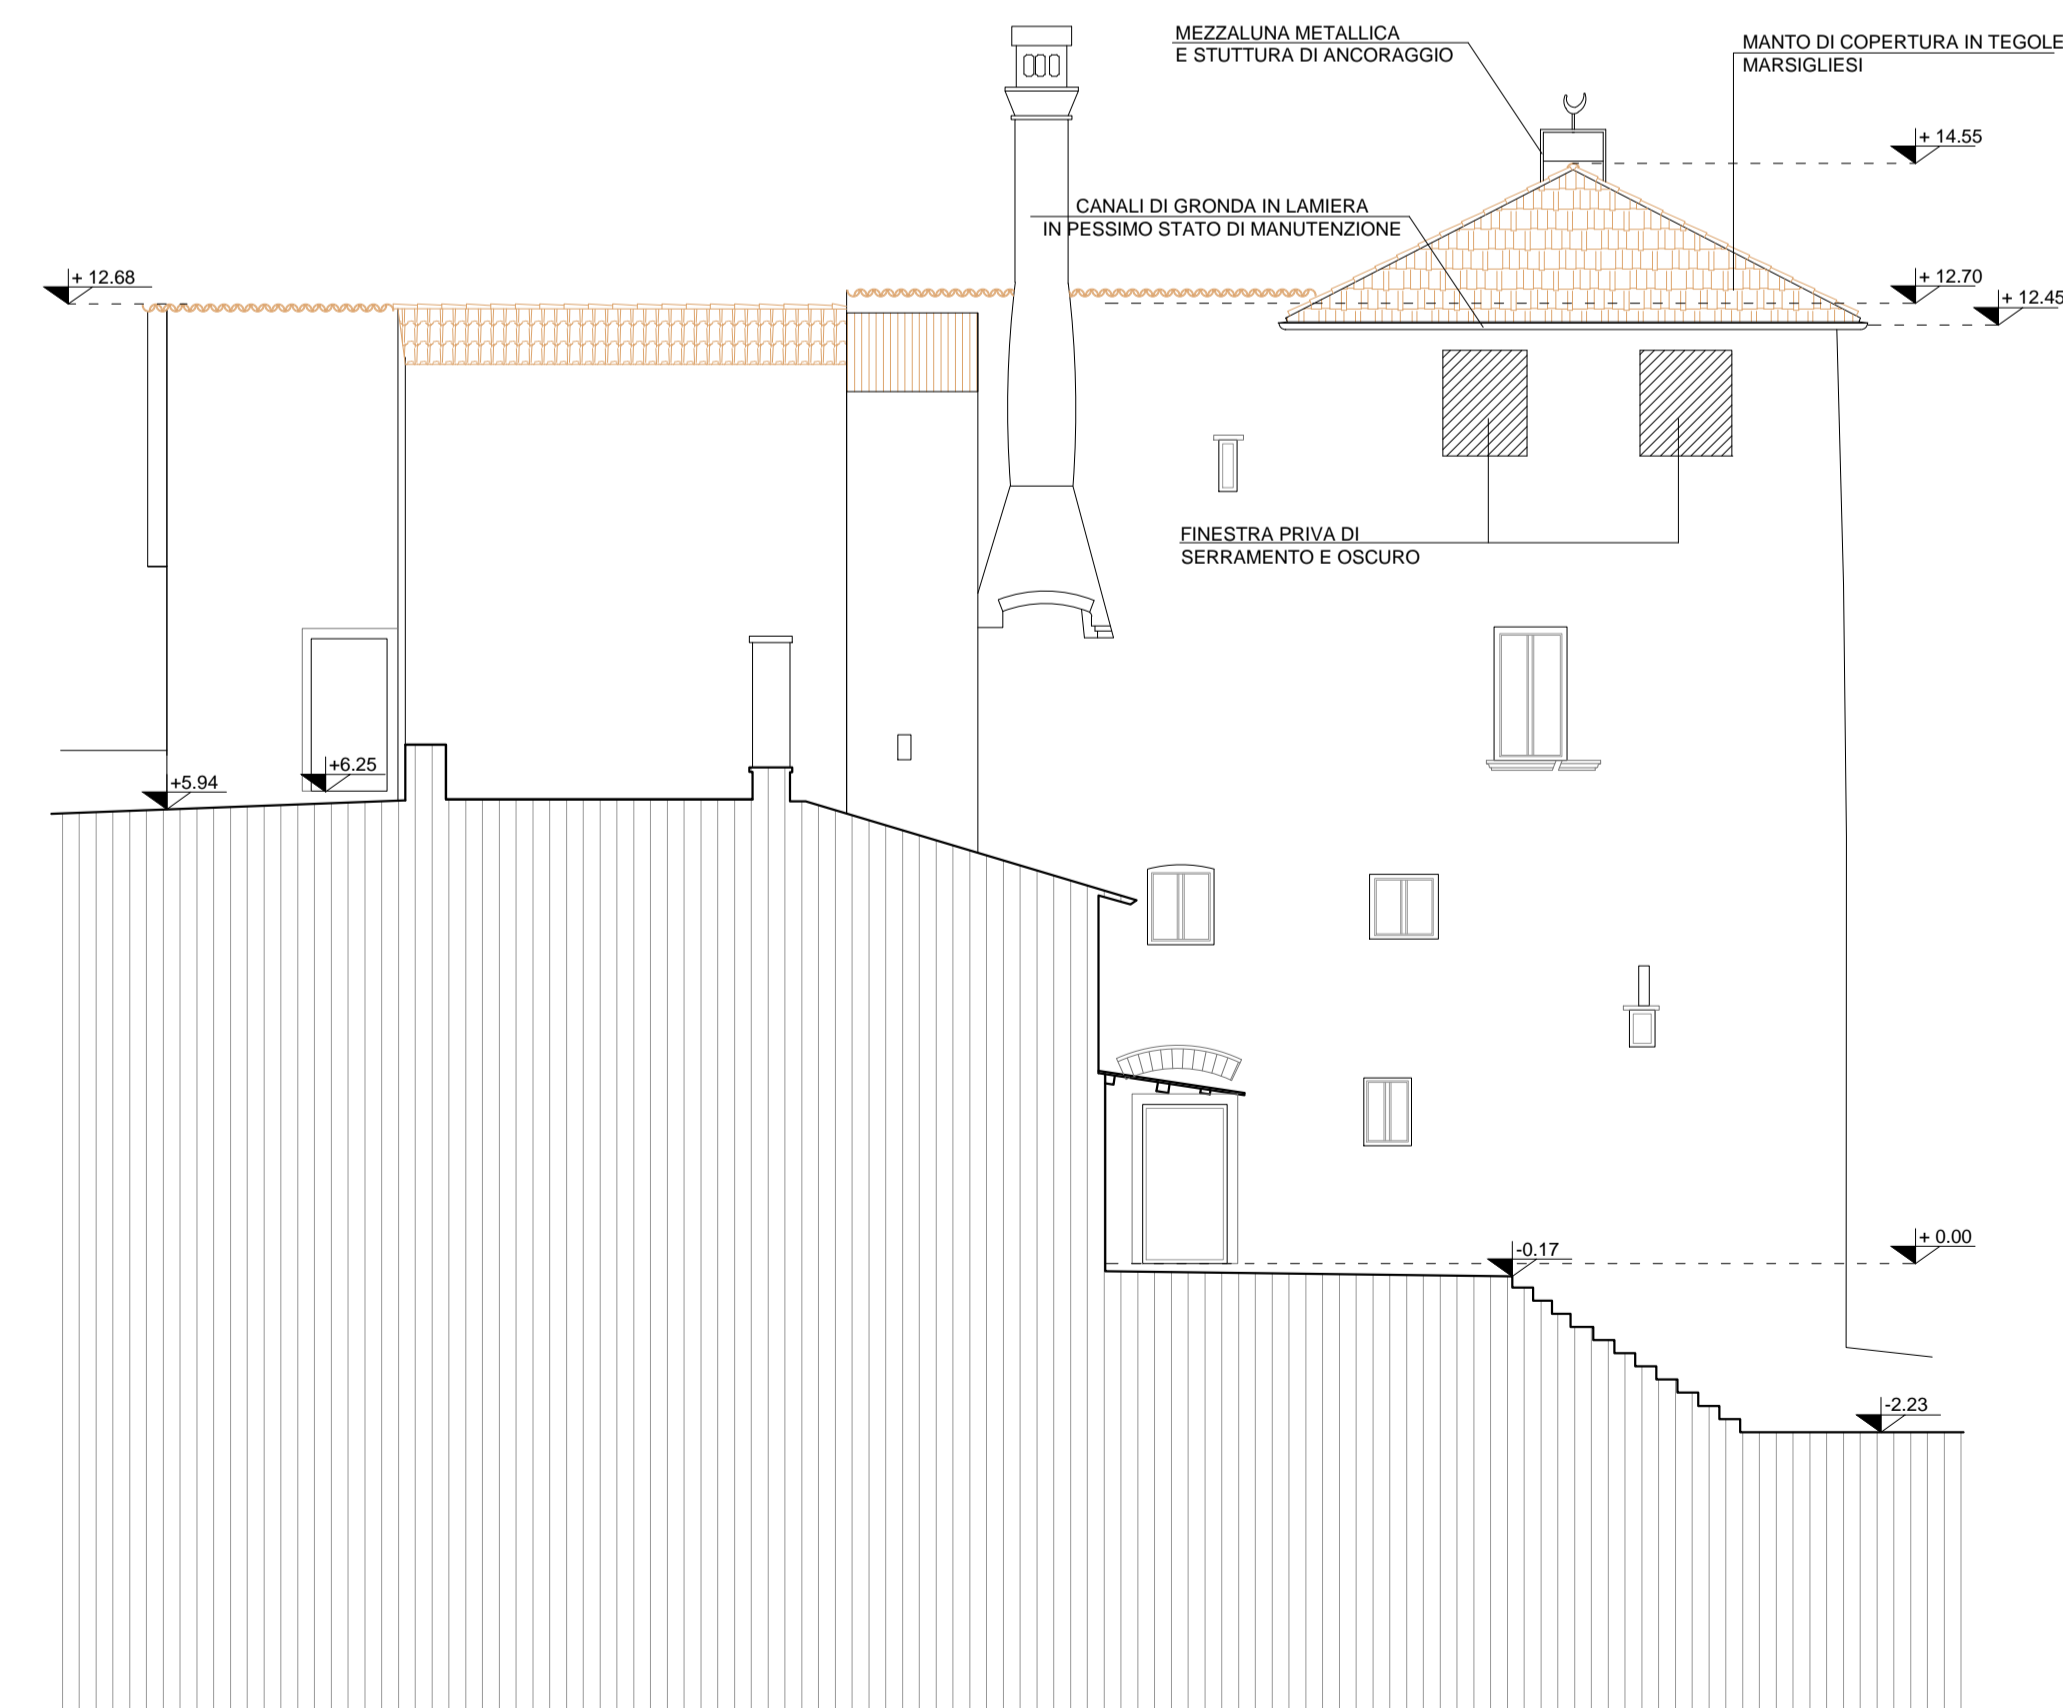 MEZZALUNA METALLICA
E STUTTURA DI ANCORAGGIO
MANTO DI COPERTURA IN TEGOLE
MARSIGLIESI
+ 14.55
CANALI DI GRONDA IN LAMIERA
IN PESSIMO STATO DI MANUTENZIONE
+ 12.68
+ 12.70
+ 12.45
FINESTRA PRIVA DI
SERRAMENTO E OSCURO
+6.25
+5.94
+ 0.00
-0.17
-2.23